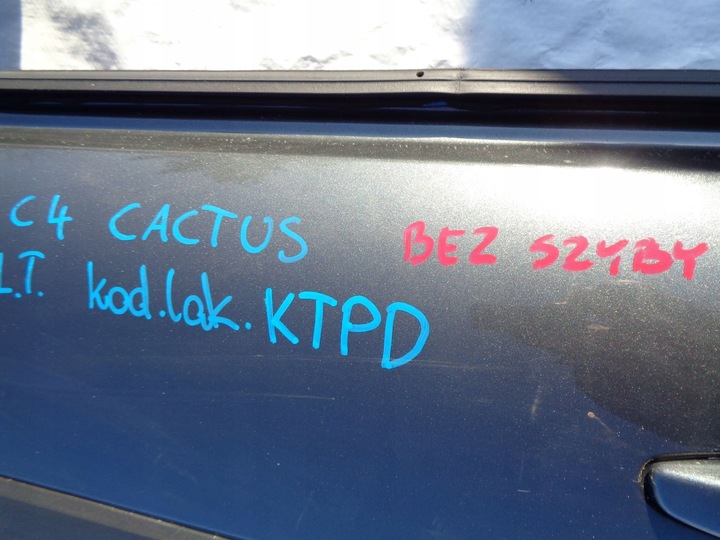 C4 CACTUS BEZ SZYBY
L.T. kod.lak. KTPD